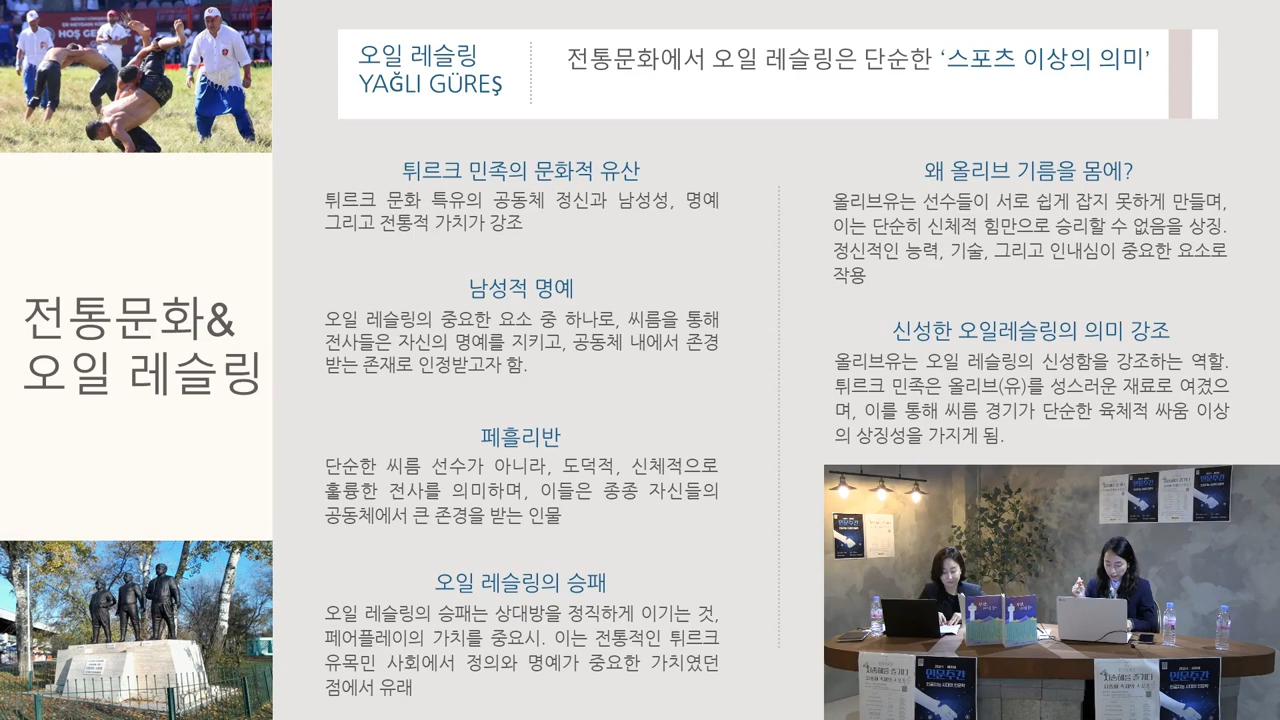 HOŞ GE
전통문화&
오일 레슬링
오일 레슬링
YAĞLI GÜREŞ
전통문화에서 오일 레슬링은 단순한 ‘스포츠 이상의 의미’
튀르크 민족의 문화적 유산
튀르크 문화 특유의 공동체 정신과 남성성, 명예
그리고 전통적 가치가 강조
남성적 명예
오일 레슬링의 중요한 요소 중 하나로, 씨름을 통해
전사들은 자신의 명예를 지키고, 공동체 내에서 존경
받는 존재로 인정받고자 함.
페흘리반
단순한 씨름 선수가 아니라, 도덕적, 신체적으로
훌륭한 전사를 의미하며, 이들은 종종 자신들의
공동체에서 큰 존경을 받는 인물
오일 레슬링의 승패
오일 레슬링의 승패는 상대방을 정직하게 이기는 것,
페어플레이의 가치를 중요시. 이는 전통적인 튀르크
유목민 사회에서 정의와 명예가 중요한 가치였던
점에서 유래
왜 올리브 기름을 몸에?
올리브유는 선수들이 서로 쉽게 잡지 못하게 만들며,
이는 단순히 신체적 힘만으로 승리할 수 없음을 상징.
정신적인 능력, 기술, 그리고 인내심이 중요한 요소로
작용
신성한 오일레슬링의 의미 강조
올리브유는 오일 레슬링의 신성함을 강조하는 역할.
튀르크 민족은 올리브(유)를 성스러운 재료로 여겼으
며, 이를 통해 씨름 경기가 단순한 육체적 싸움 이상
의 상징성을 가지게 됨.
인문주간
인문주간
인문주간
인문주간
인문주간